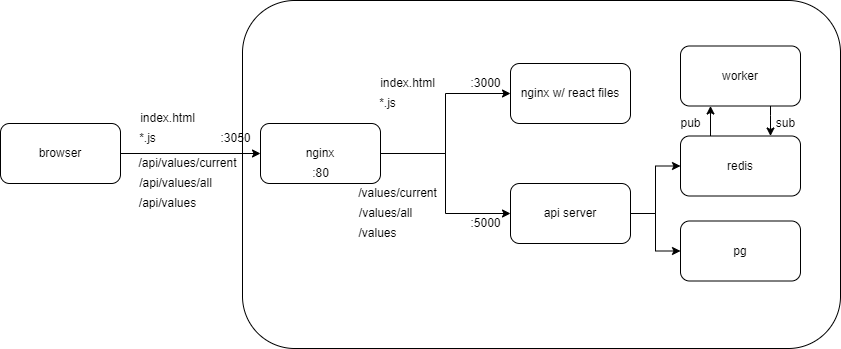 browser
index.html
*.js
:3050
/api/values/current
/api/values/all
/api/values
nginx
:80
index.html
*.js
:3000
/values/current
/values/all
/values
:5000
nginx w/ react files
api server
worker
pub
sub
redis
pg